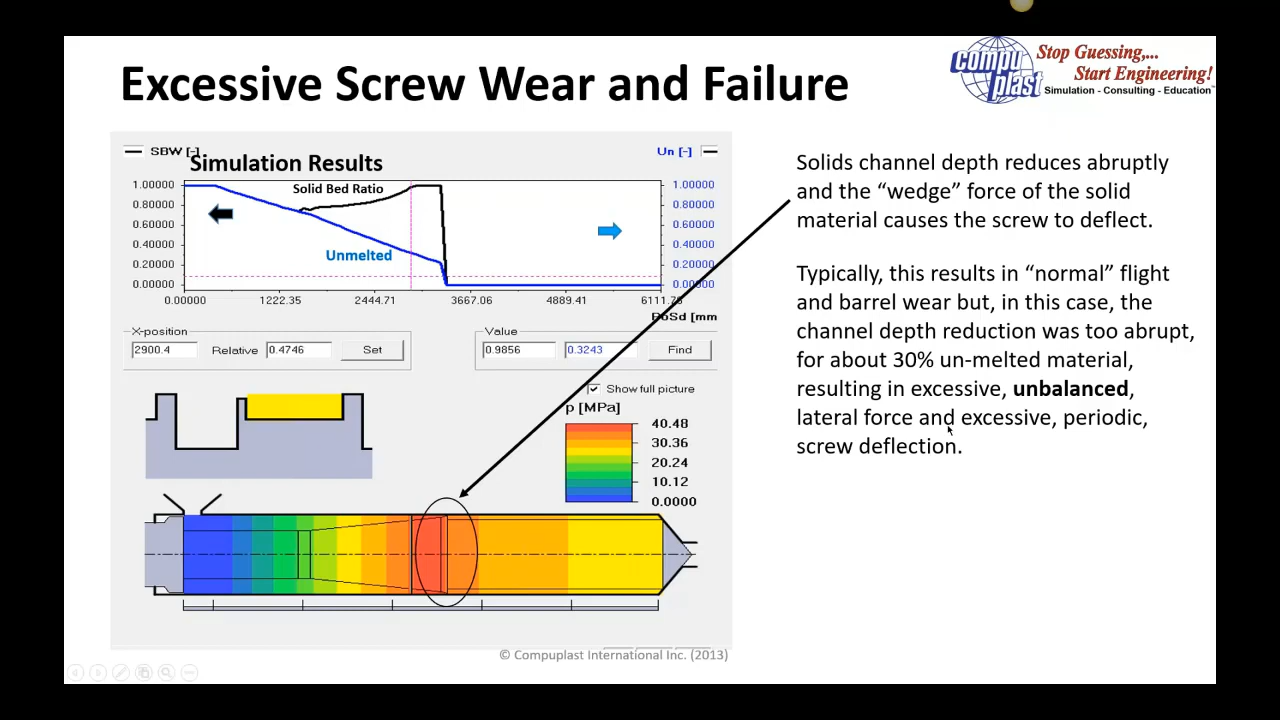 Excessive Screw Wear and Failure
compu
plast
Stop Guessing,...
Start Engineering!
Simulation - Consulting - Education
SBW [-]
Simulation Results
Un [-]
Solid Bed Ratio
Unmelted
1.00000
0.80000
0.60000
0.40000
0.20000
0.00000
1.00000
0.80000
0.60000
0.40000
0.20000
0.00000
0.00000 1222.35 2444.71 3667.06 4889.41 6111.76
PoSd [mm
X-position
2900.4 Relative 0.4746 Set
Value
0.9856 0.3243 Find
Show full picture
p [MPa]
40.48
30.36
20.24
10.12
0.0000
© Compuplast International Inc. (2013)
Solids channel depth reduces abruptly
and the “wedge” force of the solid
material causes the screw to deflect.
Typically, this results in “normal” flight
and barrel wear but, in this case, the
channel depth reduction was too abrupt,
for about 30% un-melted material,
resulting in excessive, unbalanced,
lateral force and excessive, periodic,
screw deflection.